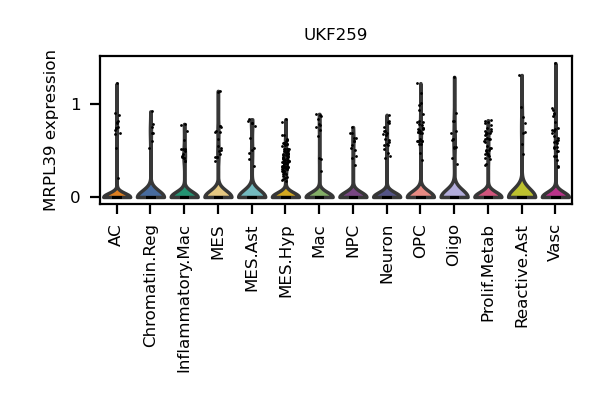 UKF259
MRPL39 expression
1
0
AC
Chromatin.Reg
Inflammatory.Mac
MES
MES.Ast
MES.Hyp
Mac
NPC
Neuron
OPC
Oligo
Prolif.Metab
Reactive.Ast
Vasc